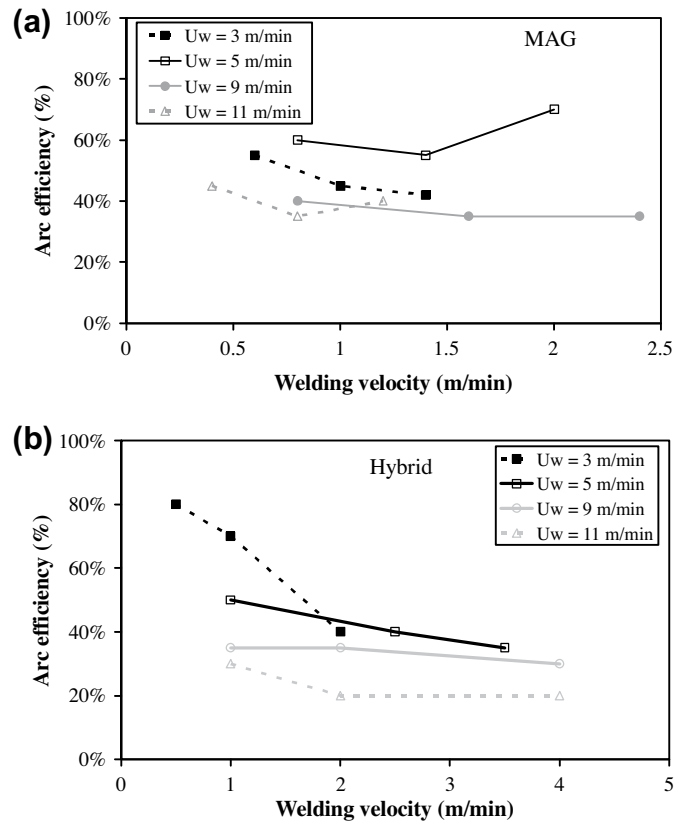 (a)
Uw = 3 m/min
Uw = 5 m/min
Uw = 9 m/min
Uw = 11 m/min
MAG
Arc efficiency (%)
100%
80%
60%
40%
20%
0%
0 0.5 1 1.5 2 2.5
Welding velocity (m/min)
(b)
Hybrid
Uw = 3 m/min
Uw = 5 m/min
Uw = 9 m/min
Uw = 11 m/min
Arc efficiency (%)
100%
80%
60%
40%
20%
0%
0 1 2 3 4 5
Welding velocity (m/min)